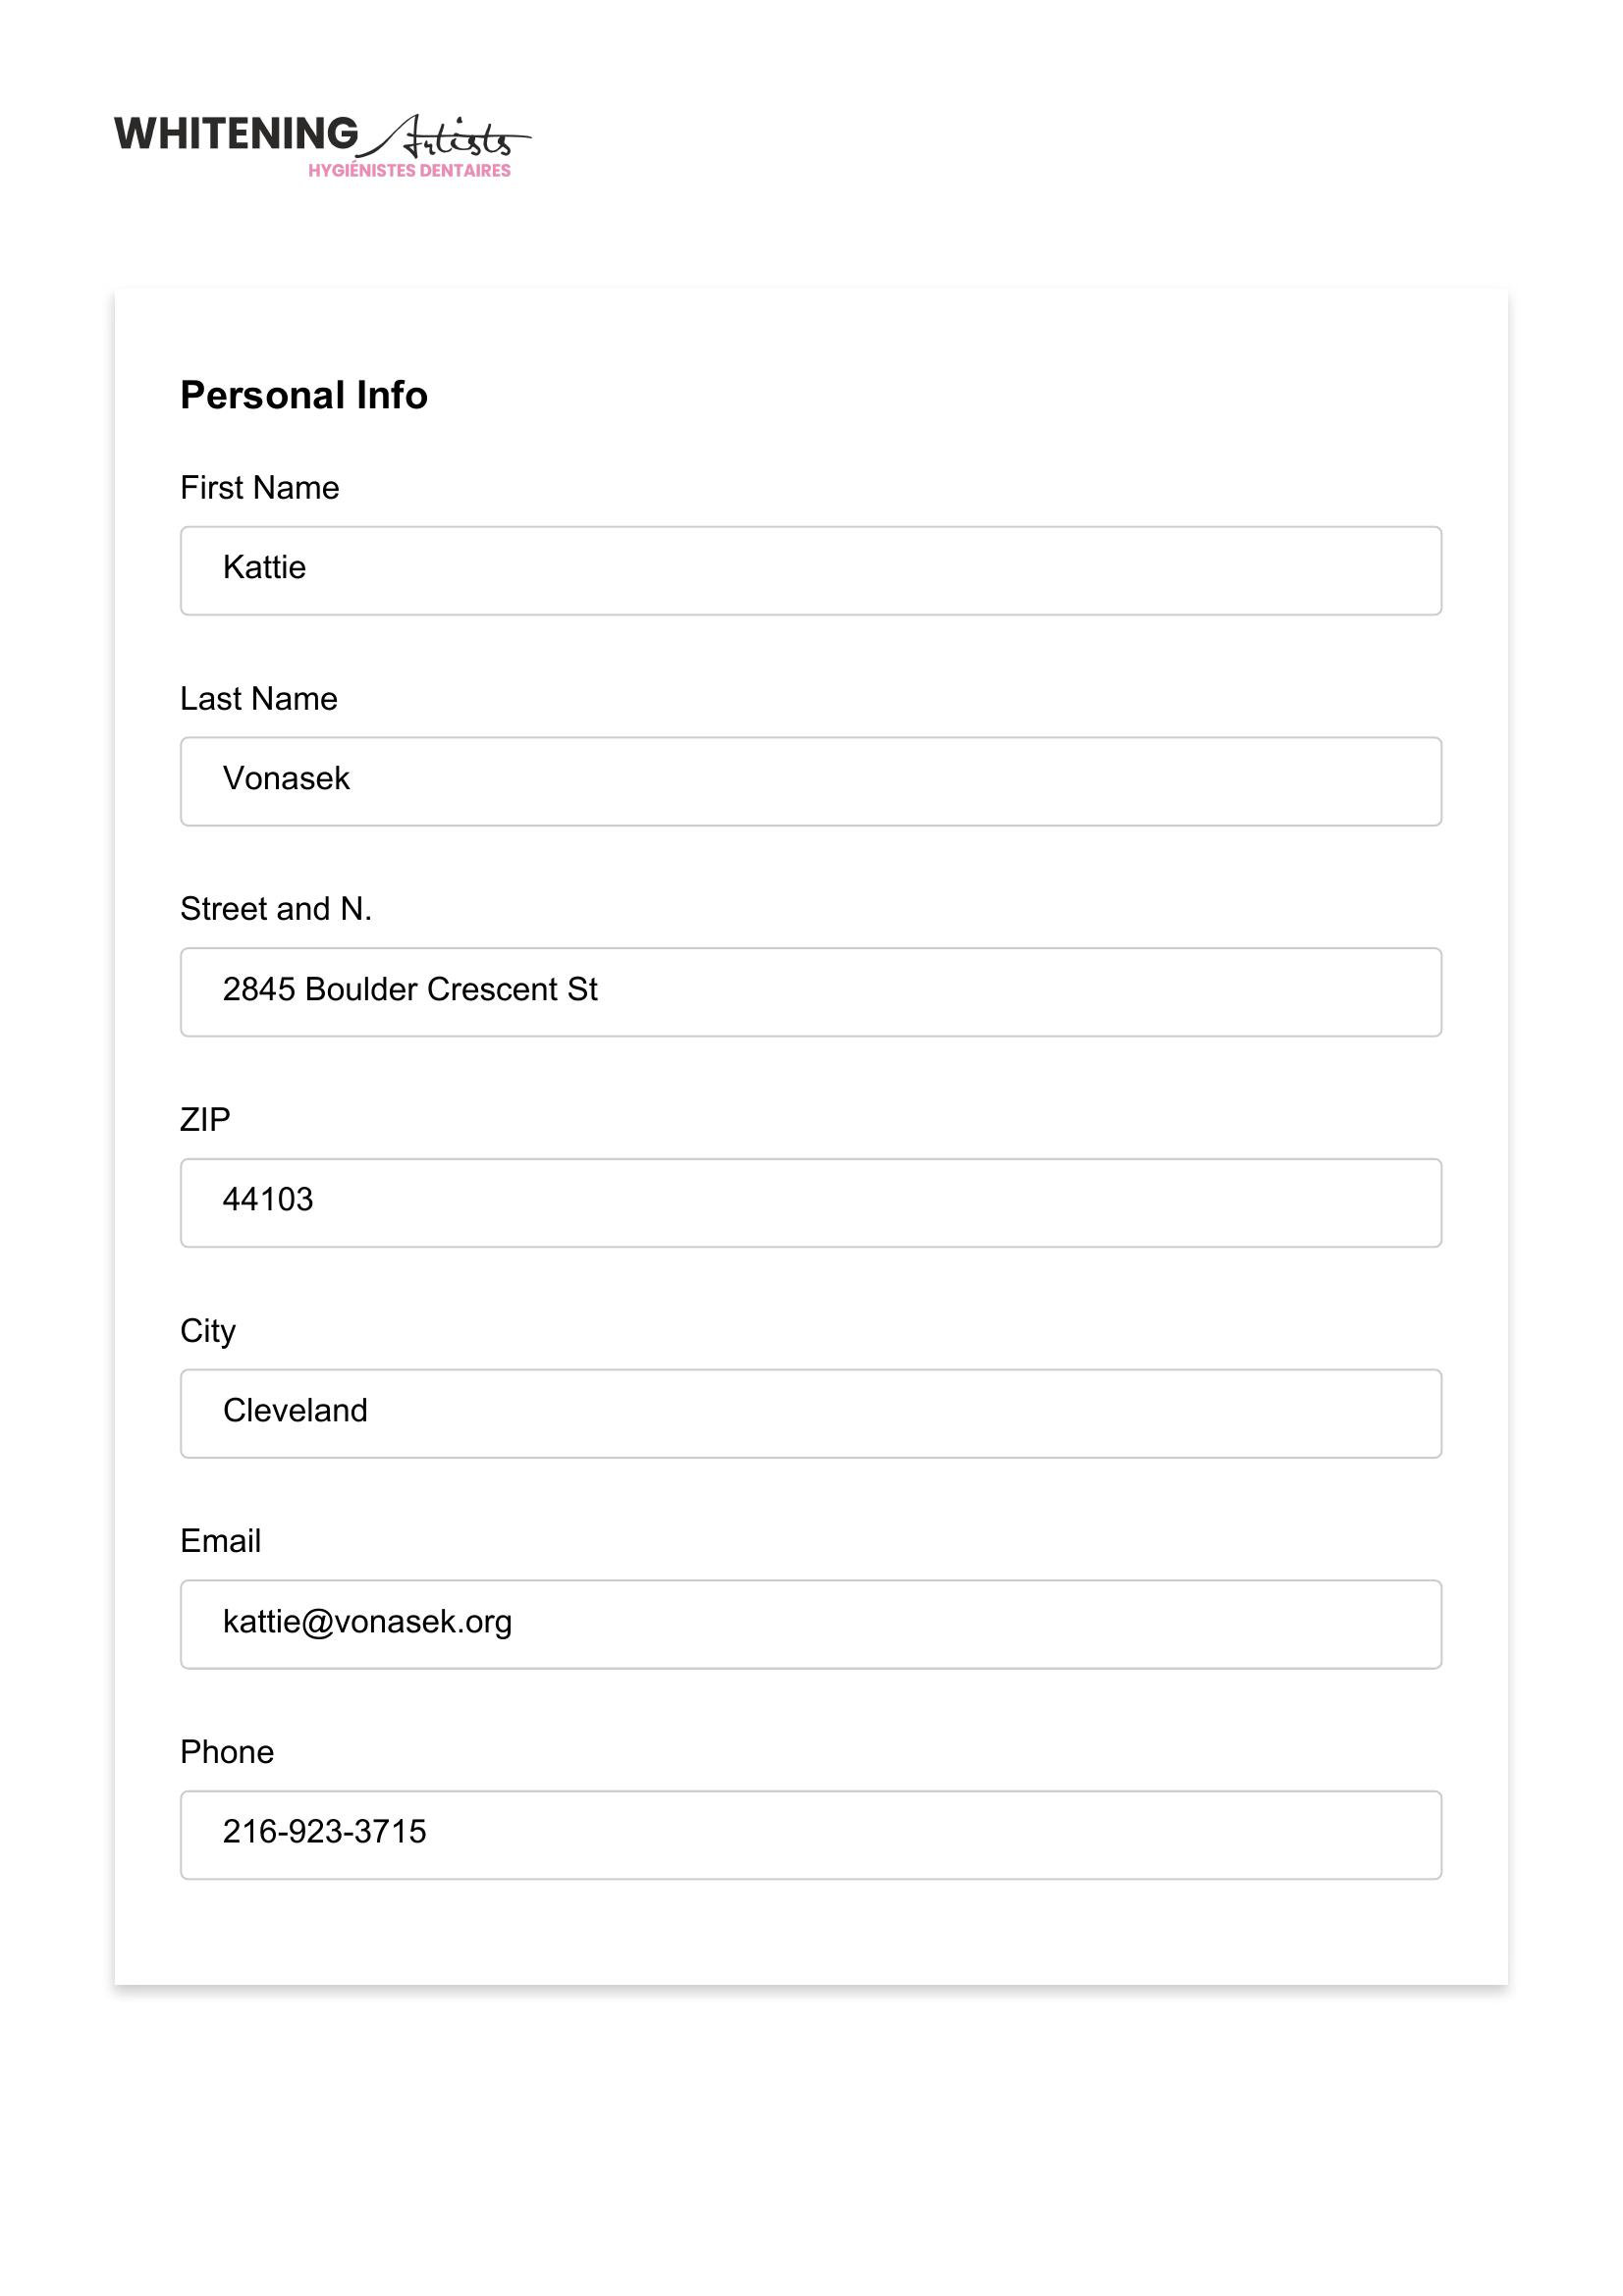 WHITENING Artists
HYGIÉNISTES DENTAIRES
Personal Info
First Name
Kattie
Last Name
Vonasek
Street and N.
2845 Boulder Crescent St
ZIP
44103
City
Cleveland
Email
kattie@vonasek.org
Phone
216-923-3715